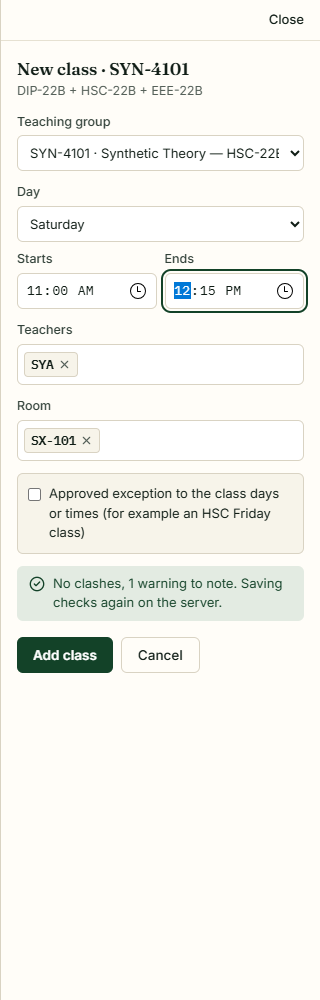 Close
New class · SYN-4101
DIP-22B + HSC-22B + EEE-22B
Teaching group
SYN-4101 · Synthetic Theory — HSC-22B
Day
Saturday
Starts
Ends
11:00 AM
12:15 PM
Teachers
SYA ×
Room
SX-101 ×
Approved exception to the class days
or times (for example an HSC Friday
class)
No clashes, 1 warning to note. Saving
checks again on the server.
Add class
Cancel